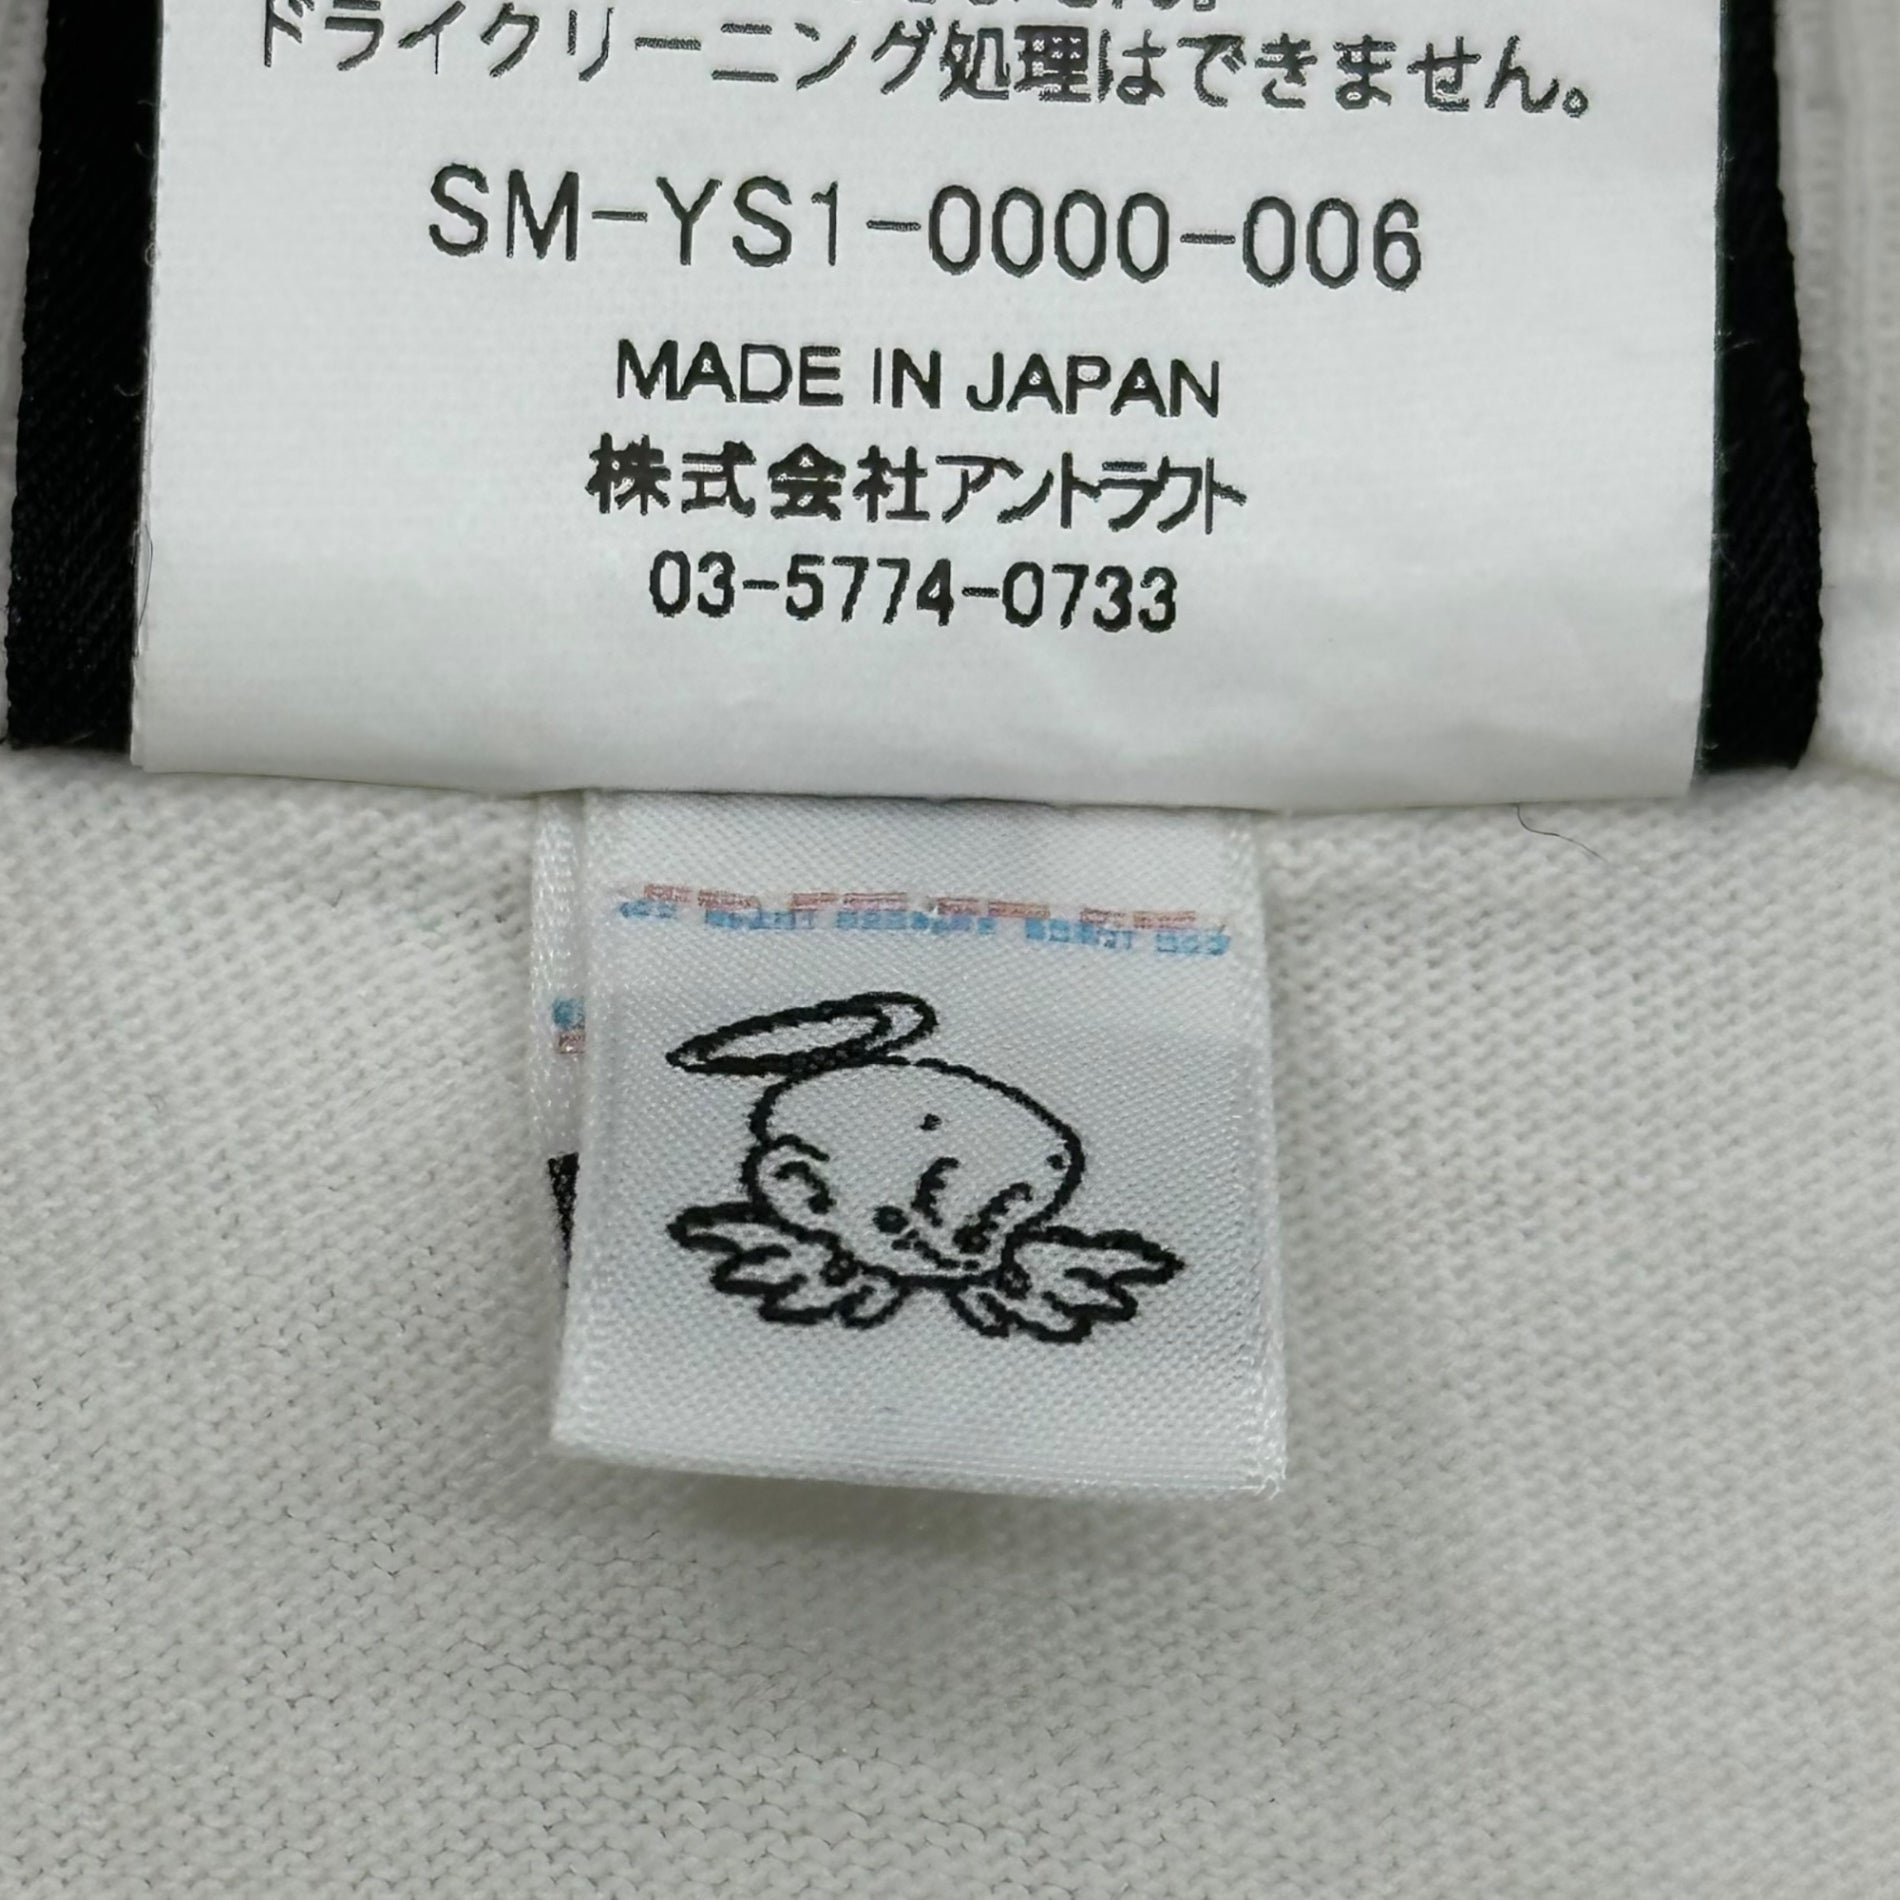 ドライクリーニング処理はできません。
SM-YS1-0000-006
MADE IN JAPAN
株式会社アントラクト
03-5774-0733